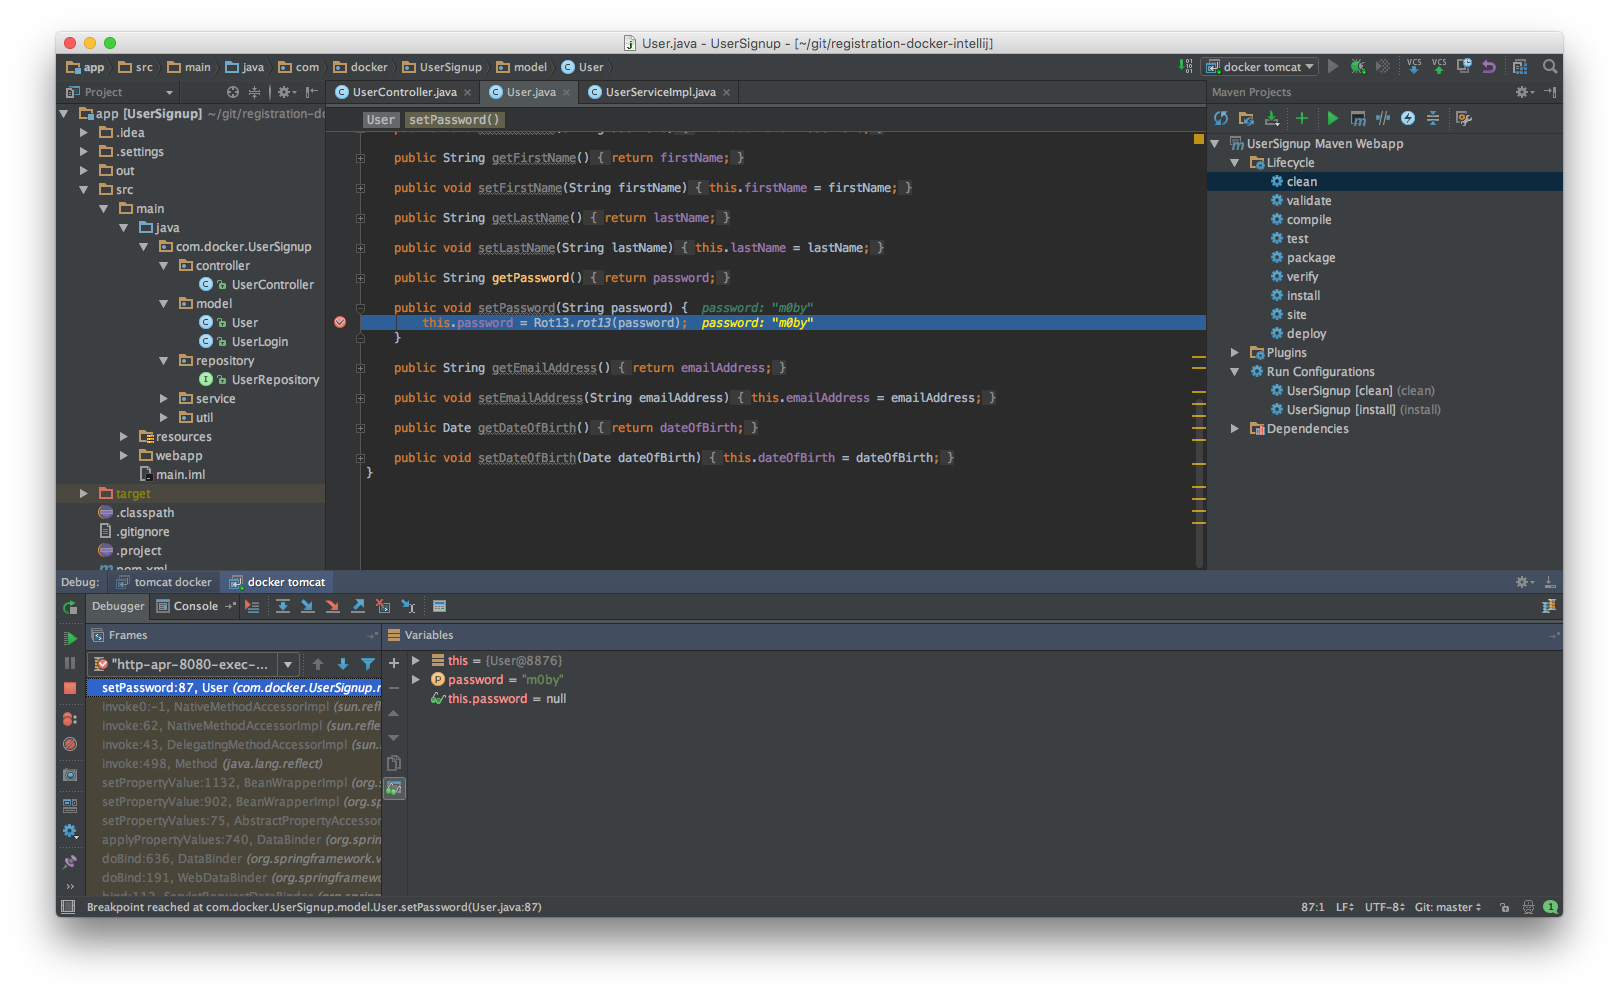 User.java - UserSignup - [~/git/registration-docker-intellij]
app src main java com docker UserSignup model User docker tomcat VCS VCS
Project
UserController.java User.java UserServiceImpl.java
Maven Projects
app [UserSignup] ~/git/registration-do
.idea
.settings
out
src
main
java
com.docker.UserSignup
controller
UserController
model
User
UserLogin
repository
UserRepository
service
util
resources
webapp
main.iml
target
.classpath
.gitignore
.project
User setPassword()
public String getFirstName() { return firstName; }
public void setFirstName(String firstName) { this.firstName = firstName; }
public String getLastName() { return lastName; }
public void setLastName(String lastName) { this.lastName = lastName; }
public String getPassword() { return password; }
public void setPassword(String password) { password: "m0by"
this.password = Rot13.rot13(password); password: "m0by"
}
public String getEmailAddress() { return emailAddress; }
public void setEmailAddress(String emailAddress) { this.emailAddress = emailAddress; }
public Date getDateOfBirth() { return dateOfBirth; }
public void setDateOfBirth(Date dateOfBirth) { this.dateOfBirth = dateOfBirth; }
}
UserSignup Maven Webapp
Lifecycle
clean
validate
compile
test
package
verify
install
site
deploy
Plugins
Run Configurations
UserSignup [clean] (clean)
UserSignup [install] (install)
Dependencies
Debug: tomcat docker docker tomcat
Debugger Console
Frames
"http-apr-8080-exec-...
setPassword:87, User (com.docker.UserSignup.r
invoke0:-1, NativeMethodAccessorImpl (sun.refl
invoke:62, NativeMethodAccessorImpl (sun.refle
invoke:43, DelegatingMethodAccessorImpl (sun.
invoke:498, Method (java.lang.reflect)
setPropertyValue:1132, BeanWrapperImpl (org.
setPropertyValue:902, BeanWrapperImpl (org.s
setPropertyValues:75, AbstractPropertyAccessor
applyPropertyValues:740, DataBinder (org.sprin
doBind:636, DataBinder (org.springframework.v
doBind:191, WebDataBinder (org.springframew
Variables
this = {User@8876}
password = "m0by"
this.password = null
Breakpoint reached at com.docker.UserSignup.model.User.setPassword(User.java:87)
87:1 LF UTF-8 Git: master 1